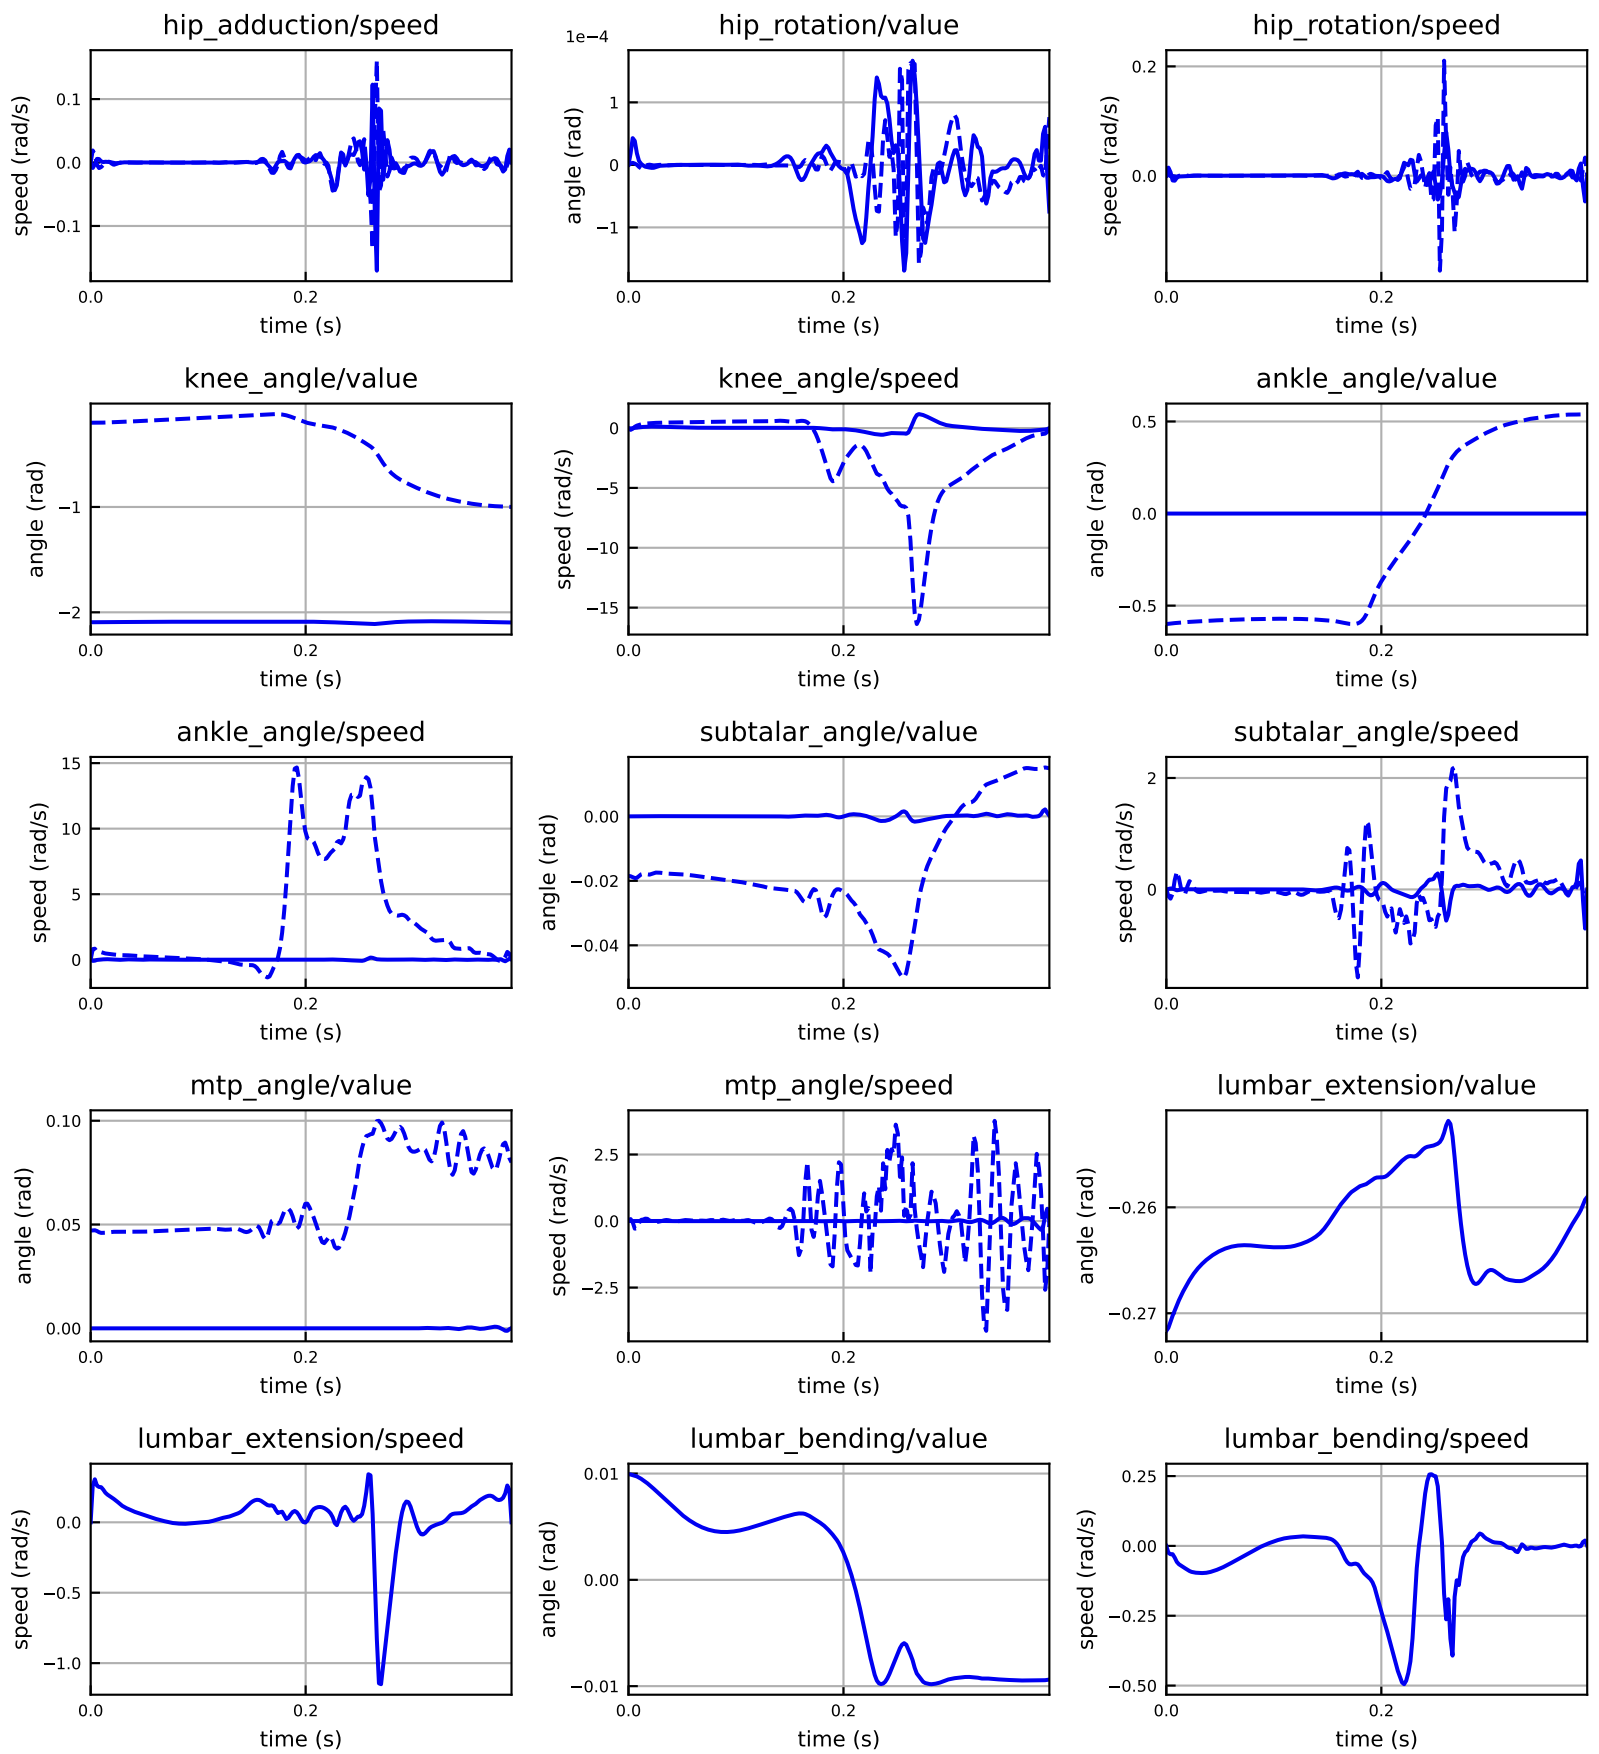 hip_adduction/speed
speed (rad/s)
0.1
0.0
−0.1
0.0 0.2
time (s)
hip_rotation/value
1e−4
angle (rad)
1
0
−1
0.0 0.2
time (s)
hip_rotation/speed
speed (rad/s)
0.2
0.0
0.0 0.2
time (s)
knee_angle/value
angle (rad)
−1
−2
0.0 0.2
time (s)
knee_angle/speed
speed (rad/s)
0
−5
−10
−15
0.0 0.2
time (s)
ankle_angle/value
angle (rad)
0.5
0.0
−0.5
0.0 0.2
time (s)
ankle_angle/speed
speed (rad/s)
15
10
5
0
0.0 0.2
time (s)
subtalar_angle/value
angle (rad)
0.00
−0.02
−0.04
0.0 0.2
time (s)
subtalar_angle/speed
speed (rad/s)
2
0
0.0 0.2
time (s)
mtp_angle/value
angle (rad)
0.10
0.05
0.00
0.0 0.2
time (s)
mtp_angle/speed
speed (rad/s)
2.5
0.0
−2.5
0.0 0.2
time (s)
lumbar_extension/value
angle (rad)
−0.26
−0.27
0.0 0.2
time (s)
lumbar_extension/speed
speed (rad/s)
0.0
−0.5
−1.0
0.0 0.2
time (s)
lumbar_bending/value
angle (rad)
0.01
0.00
−0.01
0.0 0.2
time (s)
lumbar_bending/speed
speed (rad/s)
0.25
0.00
−0.25
−0.50
0.0 0.2
time (s)